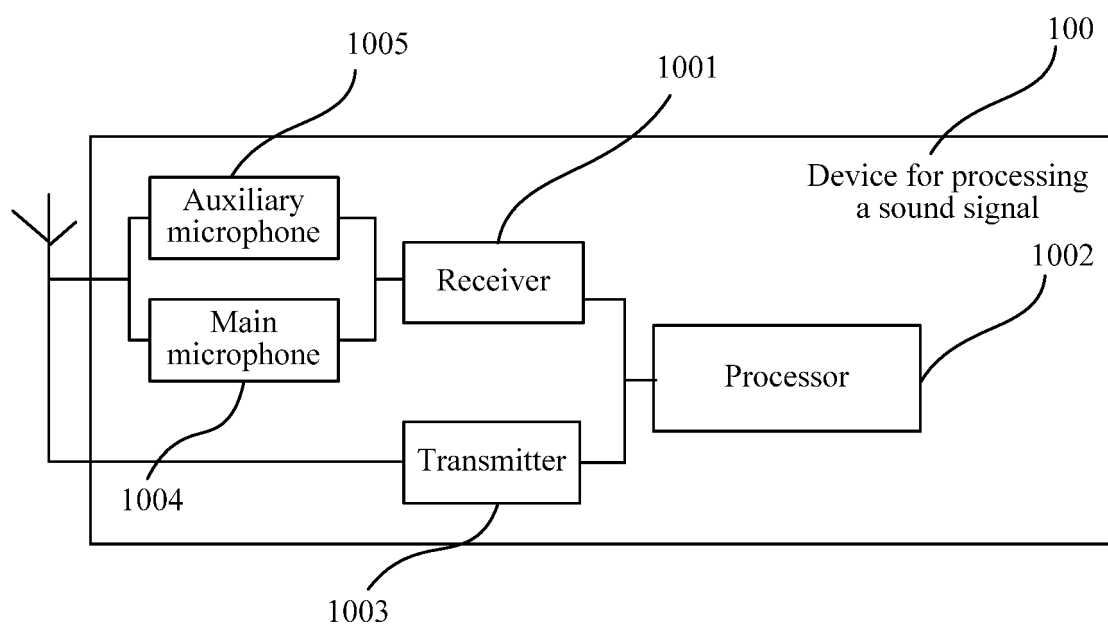 1005
1001
100
Auxiliary
microphone
Device for processing
a sound signal
1002
Receiver
Main
microphone
Processor
Transmitter
1004
1003